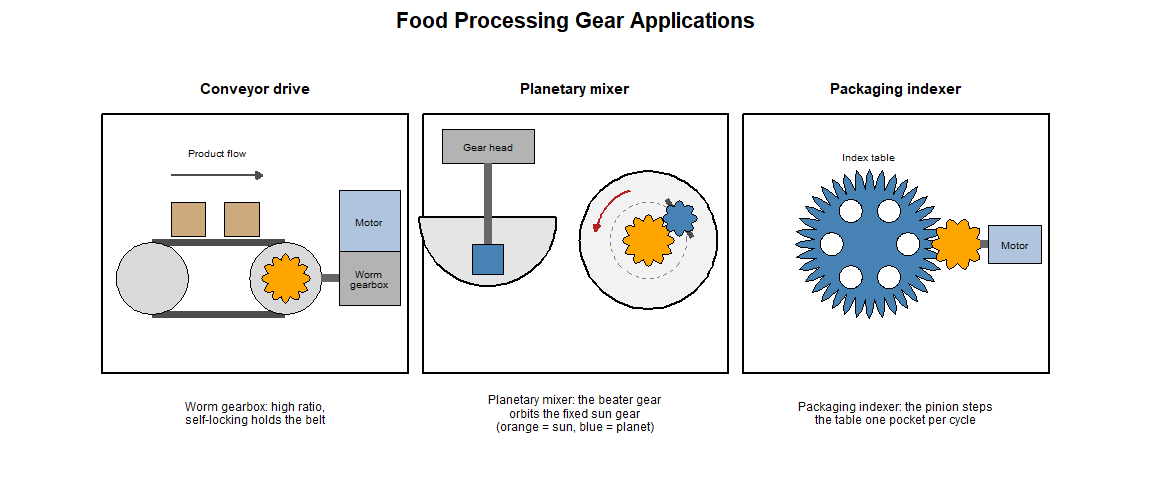 Food Processing Gear Applications
Conveyor drive
Product flow
Motor
Worm
gearbox
Worm gearbox: high ratio,
self-locking holds the belt
Planetary mixer
Gear head
Planetary mixer: the beater gear
orbits the fixed sun gear
(orange = sun, blue = planet)
Packaging indexer
Index table
Motor
Packaging indexer: the pinion steps
the table one pocket per cycle